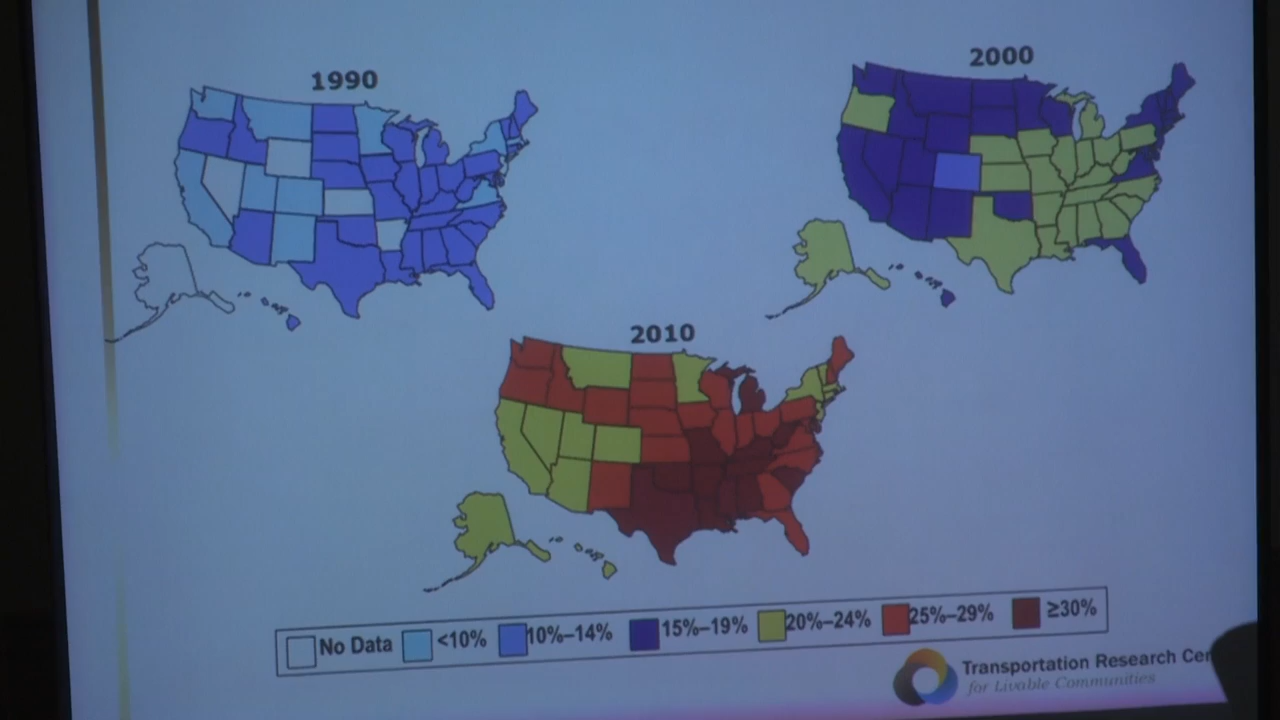 1990
2000
2010
No Data <10% 10%–14% 15%–19% 20%–24% 25%–29% ≥30%
Transportation Research
for Livable Communities